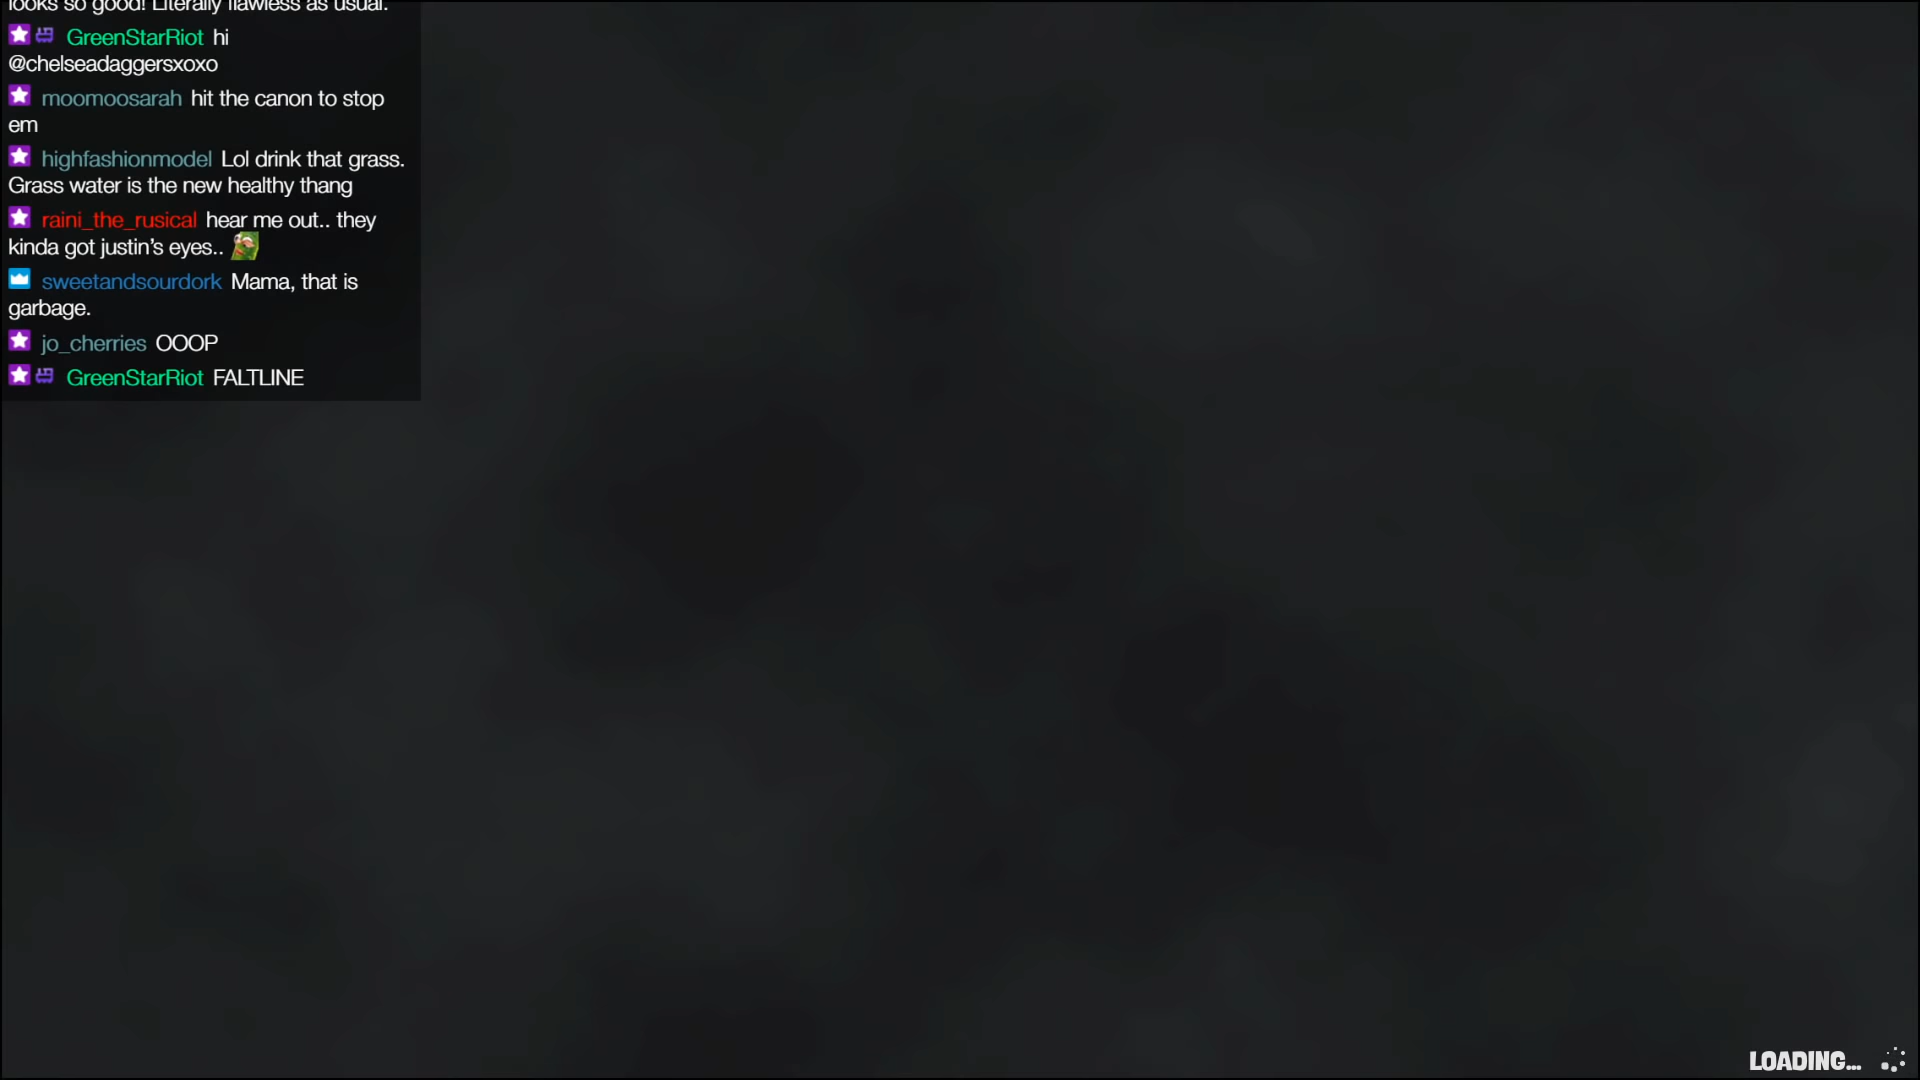 looks so good! Literally flawless as usual.
GreenStarRiot hi
@chelseadaggersxoxo
moomoosarah hit the canon to stop
em
highfashionmodel Lol drink that grass.
Grass water is the new healthy thang
raini_the_rusical hear me out.. they
kinda got justin's eyes..
sweetandsourdork Mama, that is
garbage.
jo_cherries OOOP
GreenStarRiot FALTLINE
LOADING...